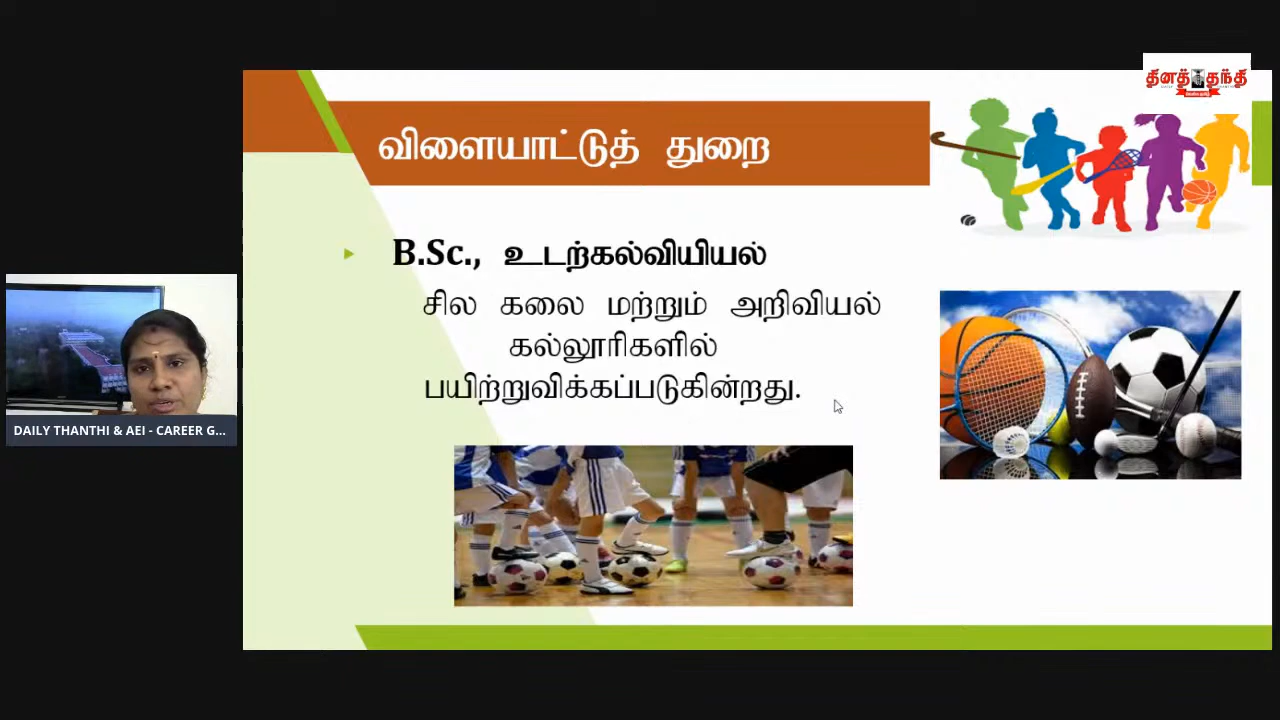 தினத்தந்தி
விளையாட்டுத் துறை
B.Sc., உடற்கல்வியியல்
சில கலை மற்றும் அறிவியல்
கல்லூரிகளில்
பயிற்றுவிக்கப்படுகின்றது.
DAILY THANTHI & AEI - CAREER G...